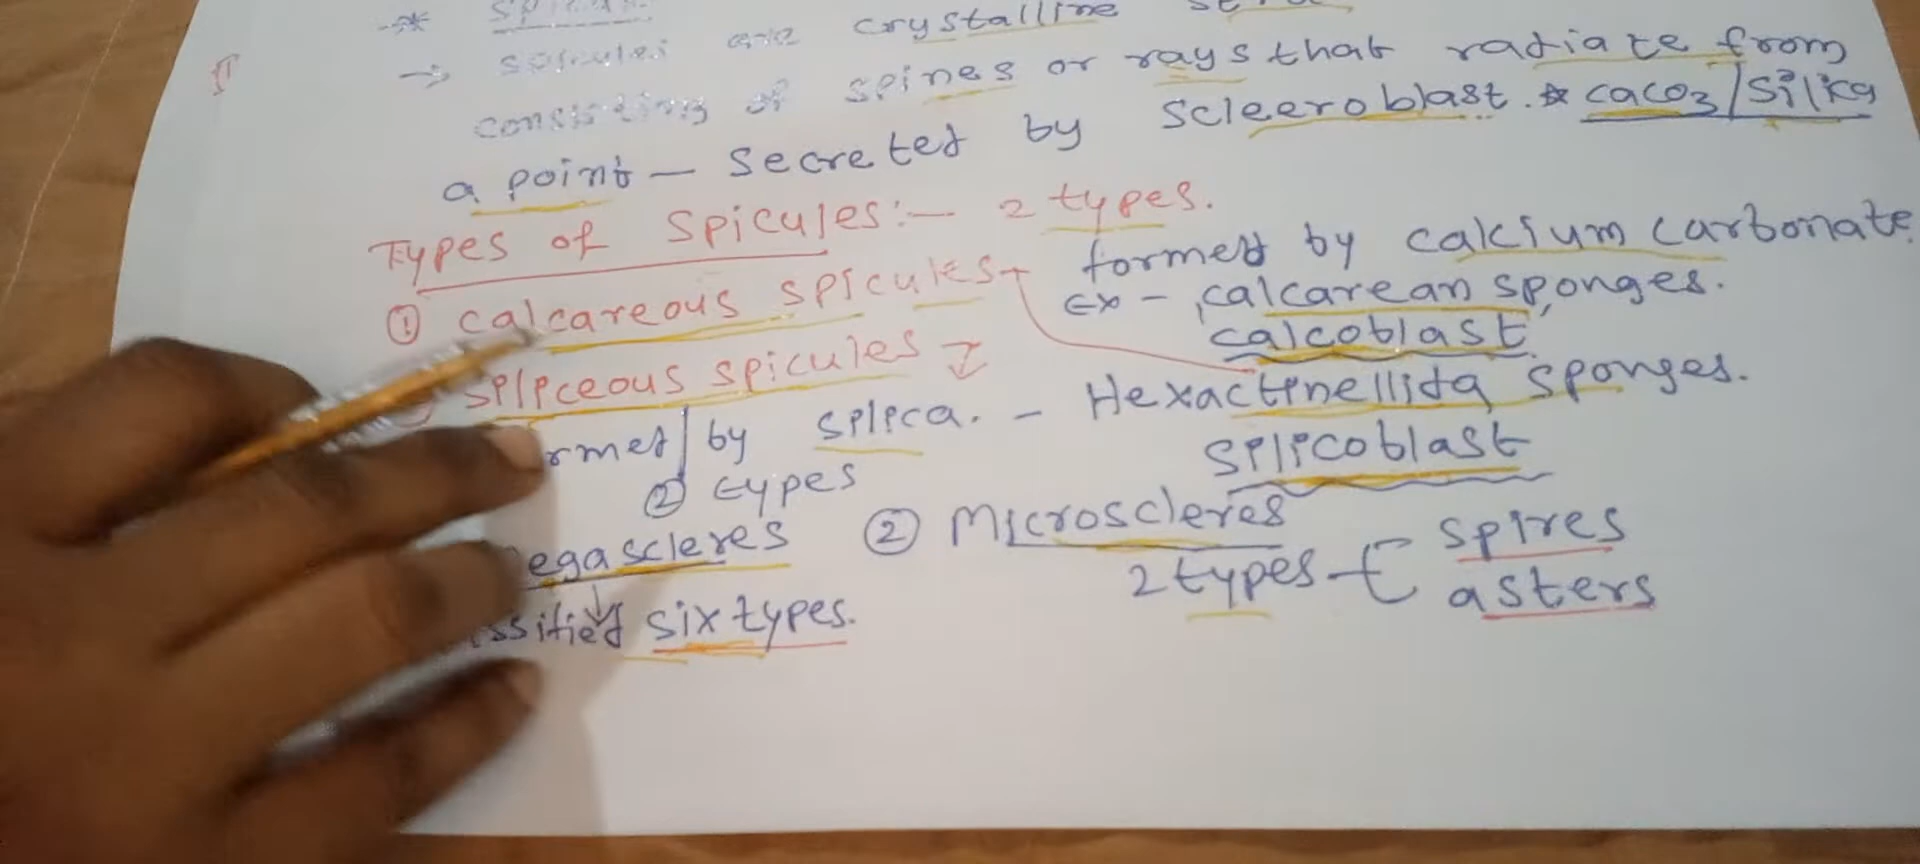 * 
→ spicules are crystalline
consisting of spines or rays that radiate from
a point - secreted by scleeroblast. * caco3/silica
Types of Spicules:- 2 types.
① calcareous spicules → formed by calcium carbonate.
Ex - calcarean sponges.
calcoblast
siliceous spicules
formed by silica. - Hexactinellida sponges.
silicoblast
② types
egascleres ② Microscleres
2 types - { spires
asters
ssified six types.